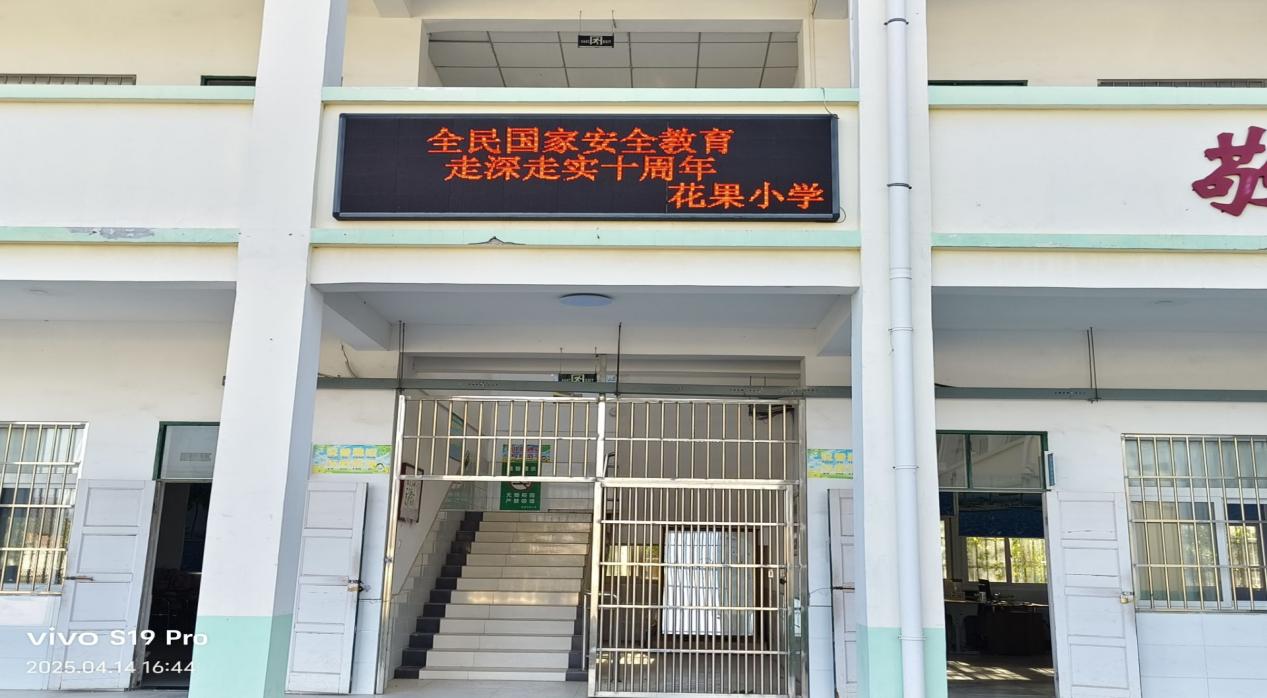 全民国家安全教育
走深走实十周年
花果小学
敬
vivo S19 Pro
2025.04.14 16:44